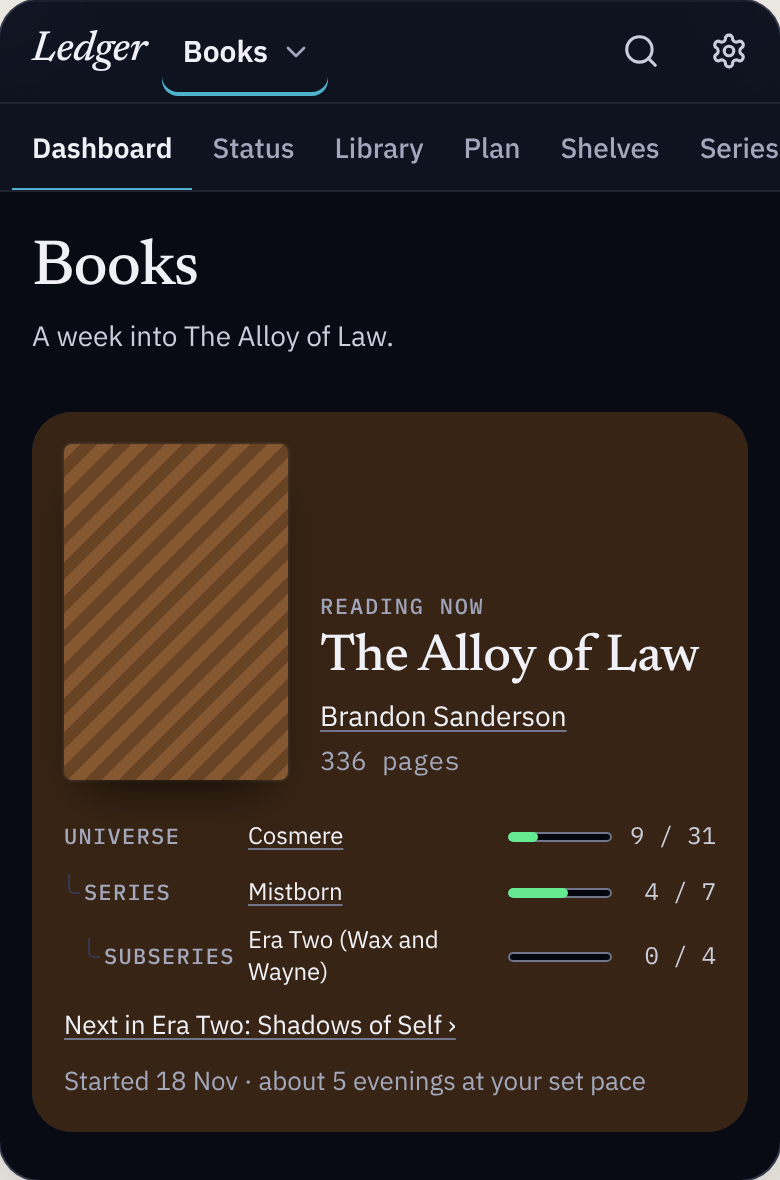 Ledger Books
Dashboard Status Library Plan Shelves Series
Books
A week into The Alloy of Law.
READING NOW
The Alloy of Law
Brandon Sanderson
336 pages
UNIVERSE Cosmere 9 / 31
SERIES Mistborn 4 / 7
SUBSERIES Era Two (Wax and
Wayne) 0 / 4
Next in Era Two: Shadows of Self ›
Started 18 Nov · about 5 evenings at your set pace